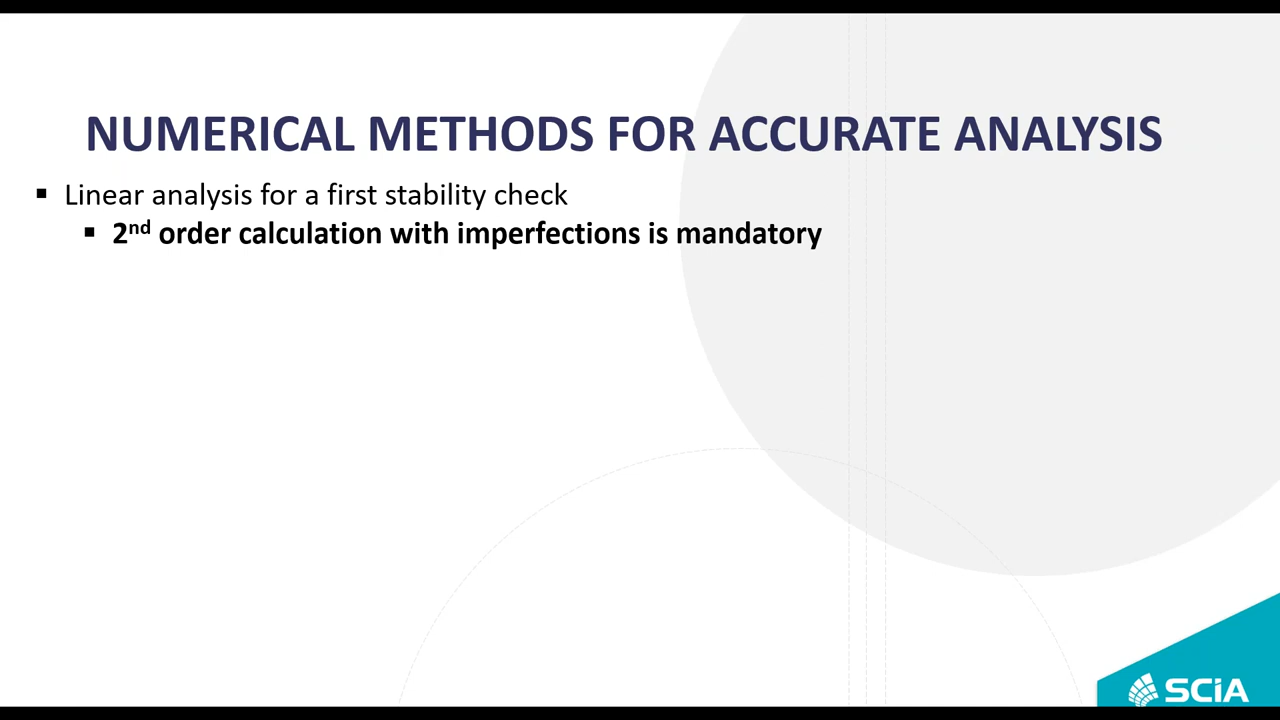 NUMERICAL METHODS FOR ACCURATE ANALYSIS
▪ Linear analysis for a first stability check
▪ 2nd order calculation with imperfections is mandatory
SCIA